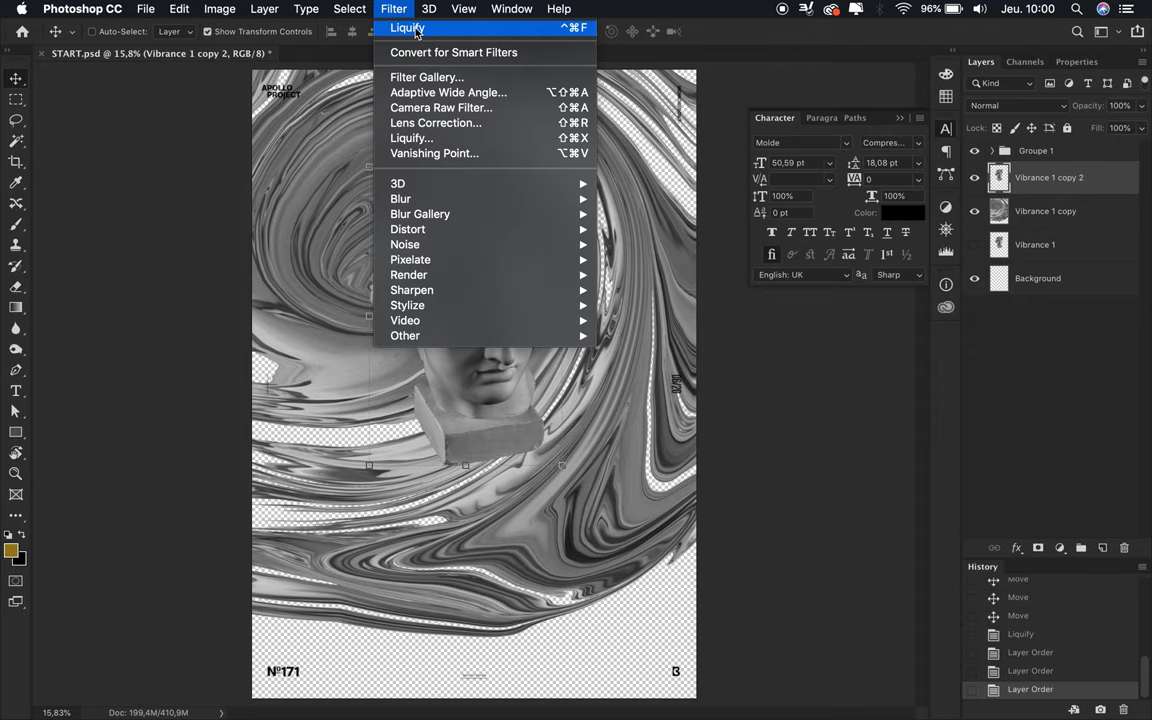 Photoshop CC File Edit Image Layer Type Select Filter 3D View Window Help 96% Jeu. 10:00
Auto-Select: Layer Show Transform Controls
START.psd @ 15,8% (Vibrance 1 copy 2, RGB/8) *
Liquify ^⌘F
Convert for Smart Filters
Filter Gallery...
Adaptive Wide Angle... ⌥⇧⌘A
Camera Raw Filter... ⇧⌘A
Lens Correction... ⇧⌘R
Liquify... ⇧⌘X
Vanishing Point... ⌥⌘V
3D
Blur
Blur Gallery
Distort
Noise
Pixelate
Render
Sharpen
Stylize
Video
Other
APOLLO
PROJECT
Nº171
B
Character Paragra Paths
Molde Compres...
50,59 pt 18,08 pt
0
100% 100%
0 pt Color:
English: UK Sharp
Layers Channels Properties
Kind
Normal Opacity: 100%
Lock: Fill: 100%
Groupe 1
Vibrance 1 copy 2
Vibrance 1 copy
Vibrance 1
Background
History
Move
Move
Move
Liquify
Layer Order
Layer Order
Layer Order
15,83% Doc: 199,4M/410,9M